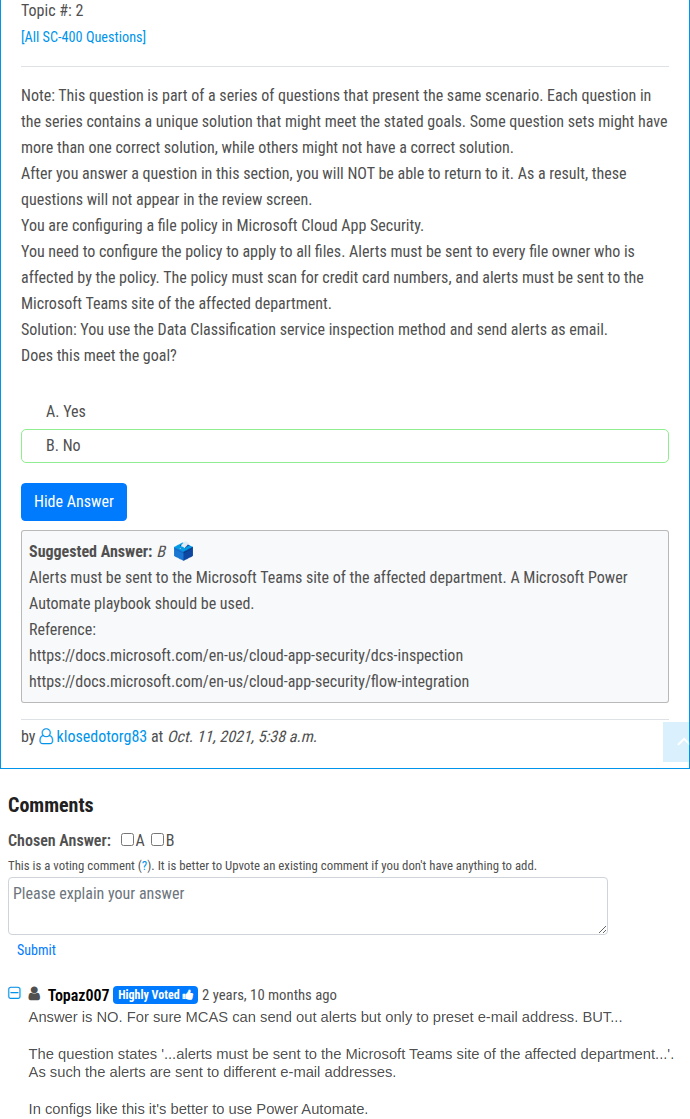 Topic #: 2
[All SC-400 Questions]
Note: This question is part of a series of questions that present the same scenario. Each question in
the series contains a unique solution that might meet the stated goals. Some question sets might have
more than one correct solution, while others might not have a correct solution.
After you answer a question in this section, you will NOT be able to return to it. As a result, these
questions will not appear in the review screen.
You are configuring a file policy in Microsoft Cloud App Security.
You need to configure the policy to apply to all files. Alerts must be sent to every file owner who is
affected by the policy. The policy must scan for credit card numbers, and alerts must be sent to the
Microsoft Teams site of the affected department.
Solution: You use the Data Classification service inspection method and send alerts as email.
Does this meet the goal?
A. Yes
B. No
Hide Answer
Suggested Answer: B
Alerts must be sent to the Microsoft Teams site of the affected department. A Microsoft Power
Automate playbook should be used.
Reference:
https://docs.microsoft.com/en-us/cloud-app-security/dcs-inspection
https://docs.microsoft.com/en-us/cloud-app-security/flow-integration
by klosedotorg83 at Oct. 11, 2021, 5:38 a.m.
Comments
Chosen Answer: A B
This is a voting comment (?). It is better to Upvote an existing comment if you don't have anything to add.
Please explain your answer
Submit
Topaz007 Highly Voted 2 years, 10 months ago
Answer is NO. For sure MCAS can send out alerts but only to preset e-mail address. BUT...
The question states '...alerts must be sent to the Microsoft Teams site of the affected department...'.
As such the alerts are sent to different e-mail addresses.
In configs like this it's better to use Power Automate.